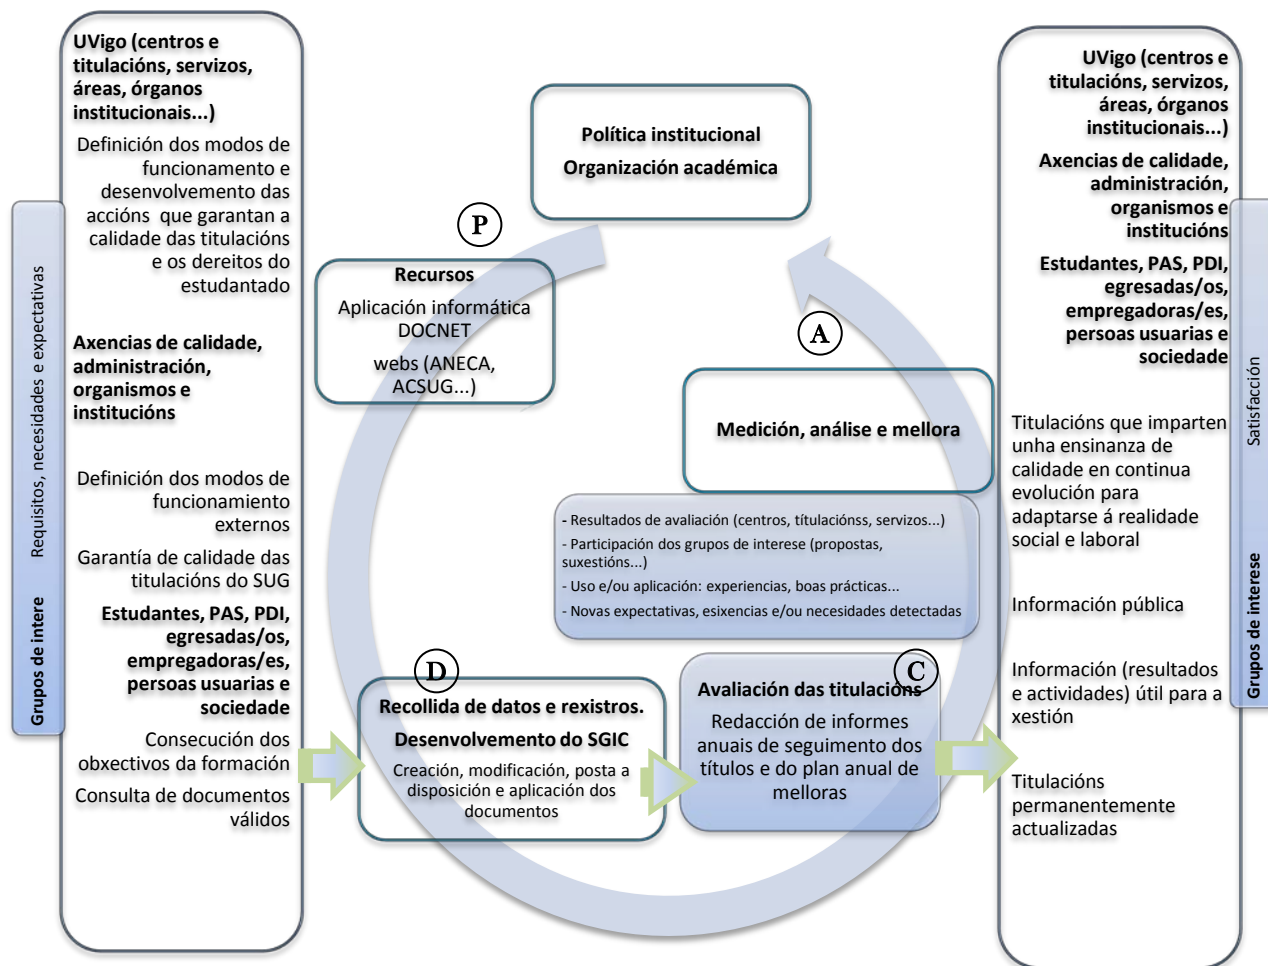 Grupos de intere
Requisitos, necesidades e expectativas
UVigo (centros e
titulacións, servizos,
áreas, órganos
institucionais...)
Definición dos modos de
funcionamento e
desenvolvemento das
accións que garantan a
calidade das titulacións
e os dereitos do
estudantado
Axencias de calidade,
administración,
organismos e
institucións
Definición dos modos de
funcionamiento
externos
Garantía de calidade das
titulacións do SUG
Estudantes, PAS, PDI,
egresadas/os,
empregadoras/es,
persoas usuarias e
sociedade
Consecución dos
obxectivos da formación
Consulta de documentos
válidos
Política institucional
Organización académica
P
Recursos
Aplicación informática
DOCNET
webs (ANECA,
ACSUG...)
A
Medición, análise e mellora
- Resultados de avaliación (centros, títulaciónss, servizos...)
- Participación dos grupos de interese (propostas,
suxestións...)
- Uso e/ou aplicación: experiencias, boas prácticas...
- Novas expectativas, esixencias e/ou necesidades detectadas
D
Recollida de datos e rexistros.
Desenvolvemento do SGIC
Creación, modificación, posta a
disposición e aplicación dos
documentos
C
Avaliación das titulacións
Redacción de informes
anuais de seguimento dos
títulos e do plan anual de
melloras
UVigo (centros e
titulacións, servizos,
áreas, órganos
institucionais...)
Axencias de calidade,
administración,
organismos e
institucións
Estudantes, PAS, PDI,
egresadas/os,
empregadoras/es,
persoas usuarias e
sociedade
Titulacións que imparten
unha ensinanza de
calidade en continua
evolución para
adaptarse á realidade
social e laboral
Información pública
Información (resultados
e actividades) útil para a
xestión
Titulacións
permanentemente
actualizadas
Grupos de interese
Satisfacción